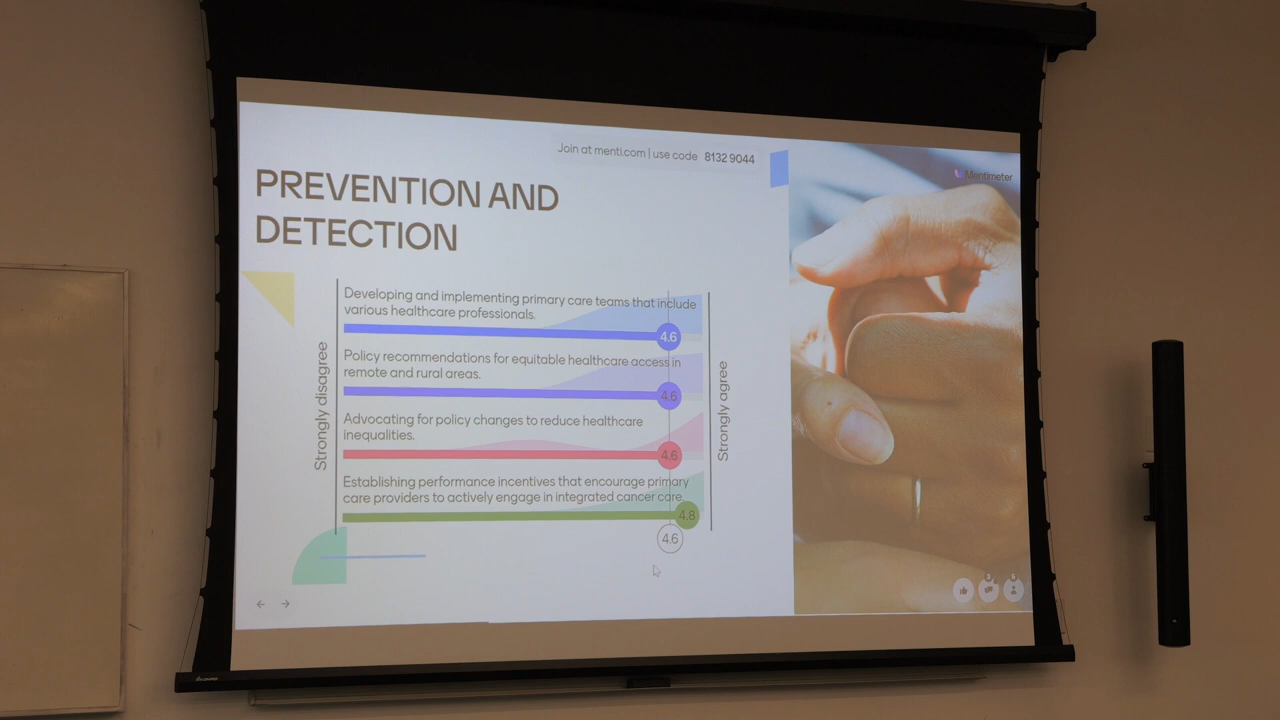 Join at menti.com | use code 8132 9044
Mentimeter
PREVENTION AND
DETECTION
Developing and implementing primary care teams that include
various healthcare professionals.
4.6
Policy recommendations for equitable healthcare access in
remote and rural areas.
4.6
Strongly disagree
Strongly agree
Advocating for policy changes to reduce healthcare
inequalities.
4.6
Establishing performance incentives that encourage primary
care providers to actively engage in integrated cancer care.
4.8
4.6